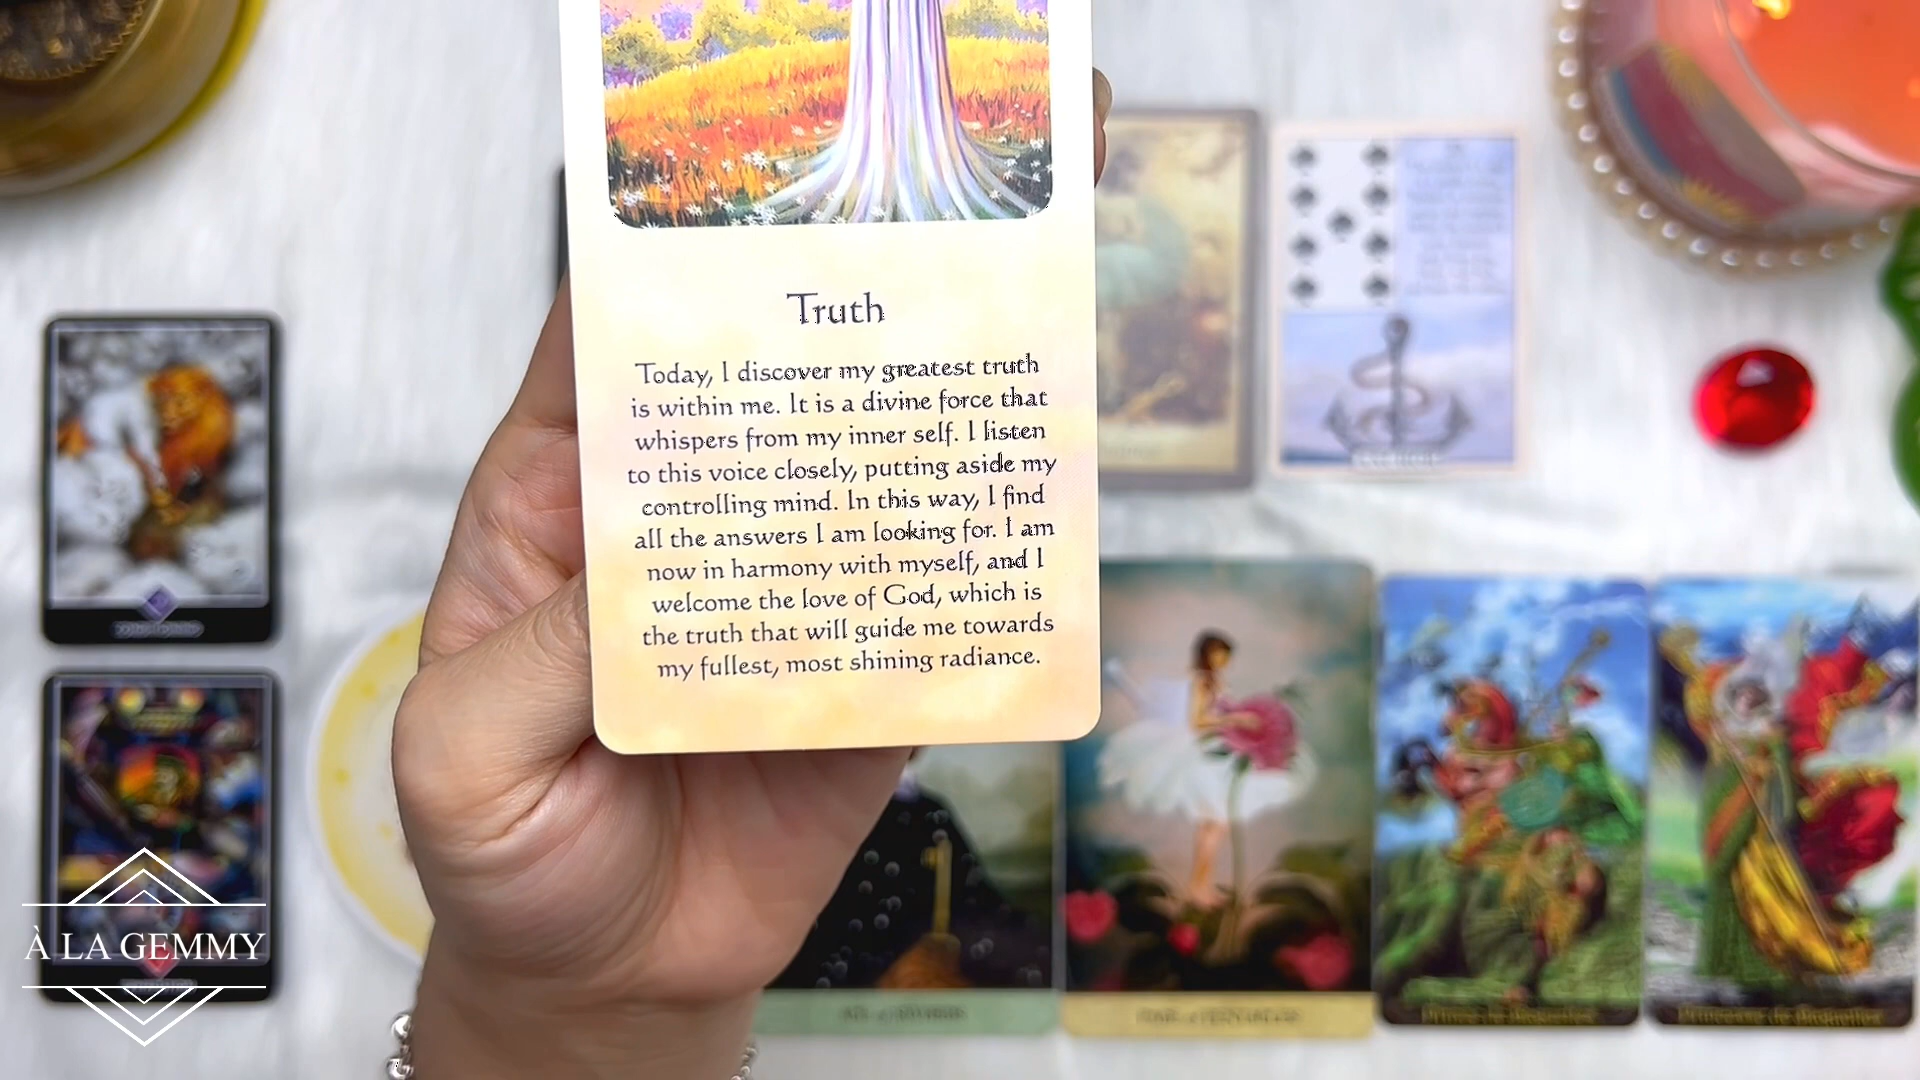 Truth
Today, I discover my greatest truth
is within me. It is a divine force that
whispers from my inner self. I listen
to this voice closely, putting aside my
controlling mind. In this way, I find
all the answers I am looking for. I am
now in harmony with myself, and I
welcome the love of God, which is
the truth that will guide me towards
my fullest, most shining radiance.
À LA GEMMY